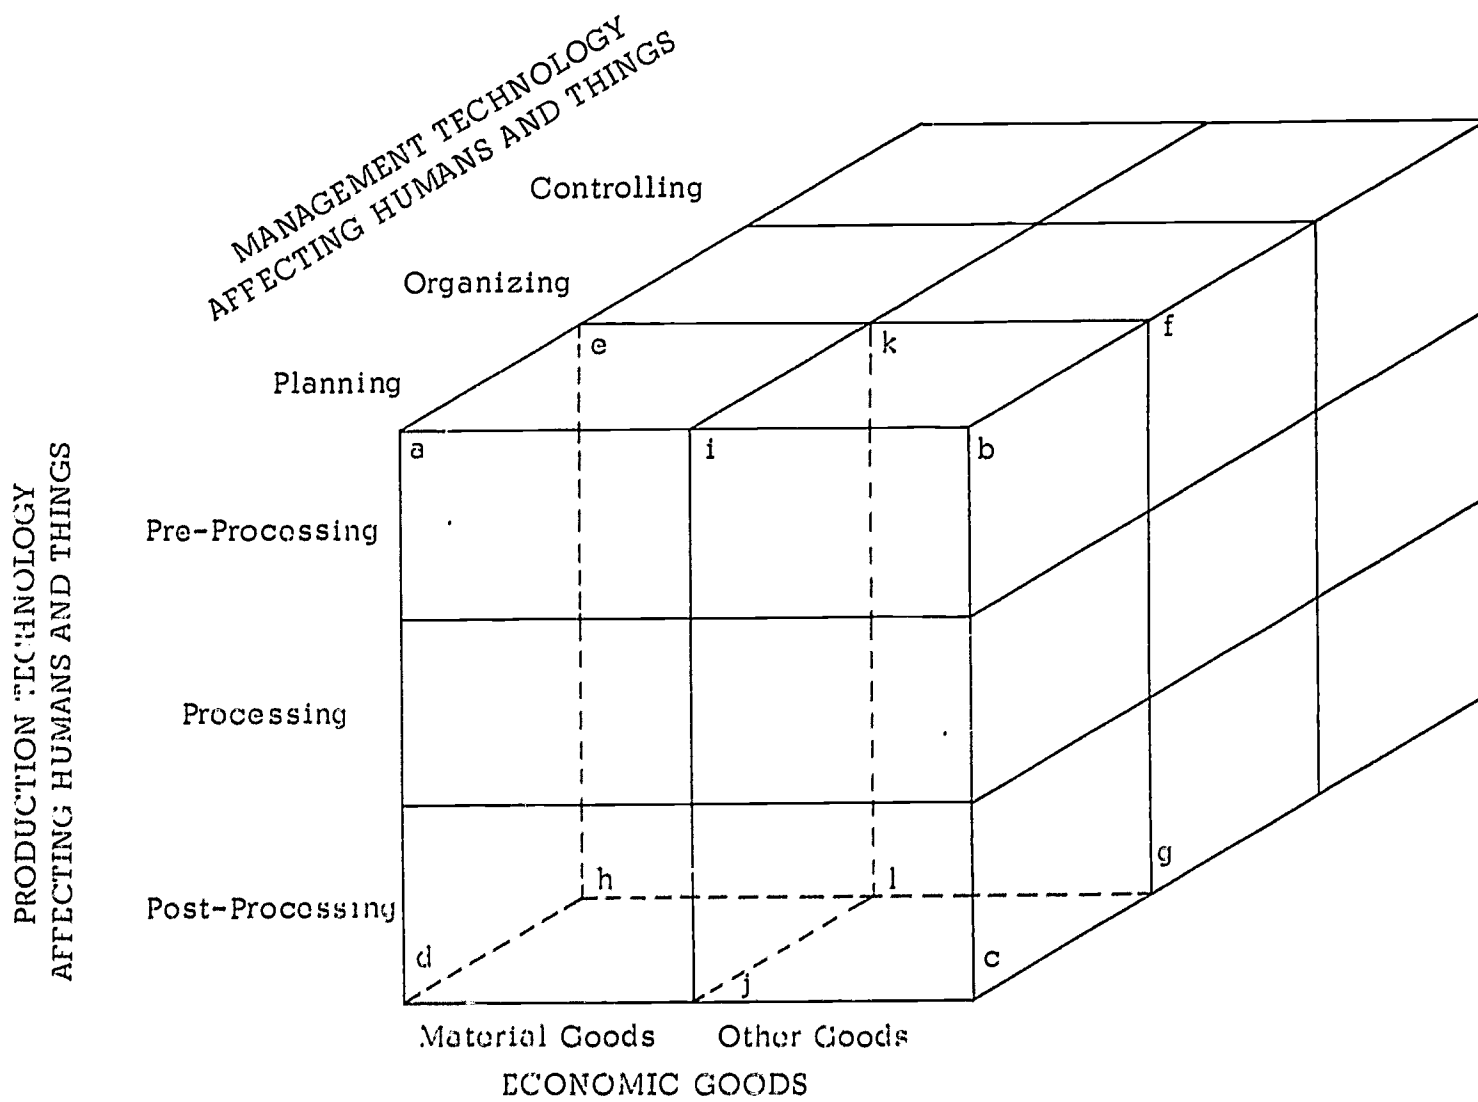 MANAGEMENT TECHNOLOGY
AFFECTING HUMANS AND THINGS
Controlling
Organizing
e k f
Planning
a i b
PRODUCTION TECHNOLOGY
AFFECTING HUMANS AND THINGS
Pre-Processing
Processing
h l g
Post-Processing
d j c
Material Goods Other Goods
ECONOMIC GOODS